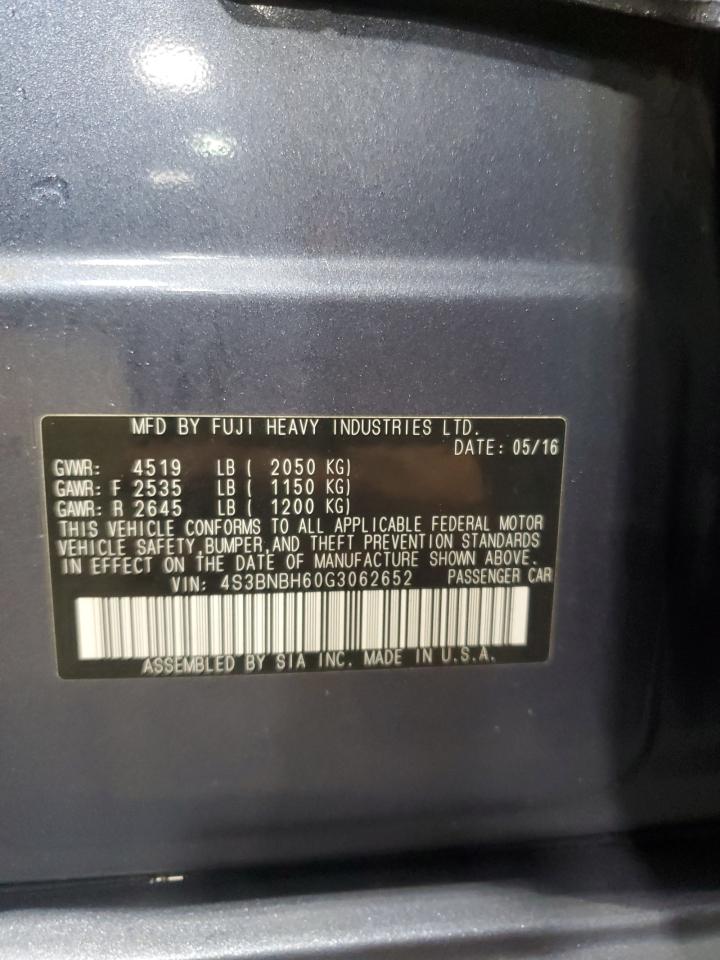 MFD BY FUJI HEAVY INDUSTRIES LTD.
DATE: 05/16
GVWR: 4519 LB ( 2050 KG)
GAWR: F 2535 LB ( 1150 KG)
GAWR: R 2645 LB ( 1200 KG)
THIS VEHICLE CONFORMS TO ALL APPLICABLE FEDERAL MOTOR
VEHICLE SAFETY, BUMPER, AND THEFT PREVENTION STANDARDS
IN EFFECT ON THE DATE OF MANUFACTURE SHOWN ABOVE.
VIN: 4S3BNBH60G3062652 PASSENGER CAR
ASSEMBLED BY SIA INC. MADE IN U.S.A.